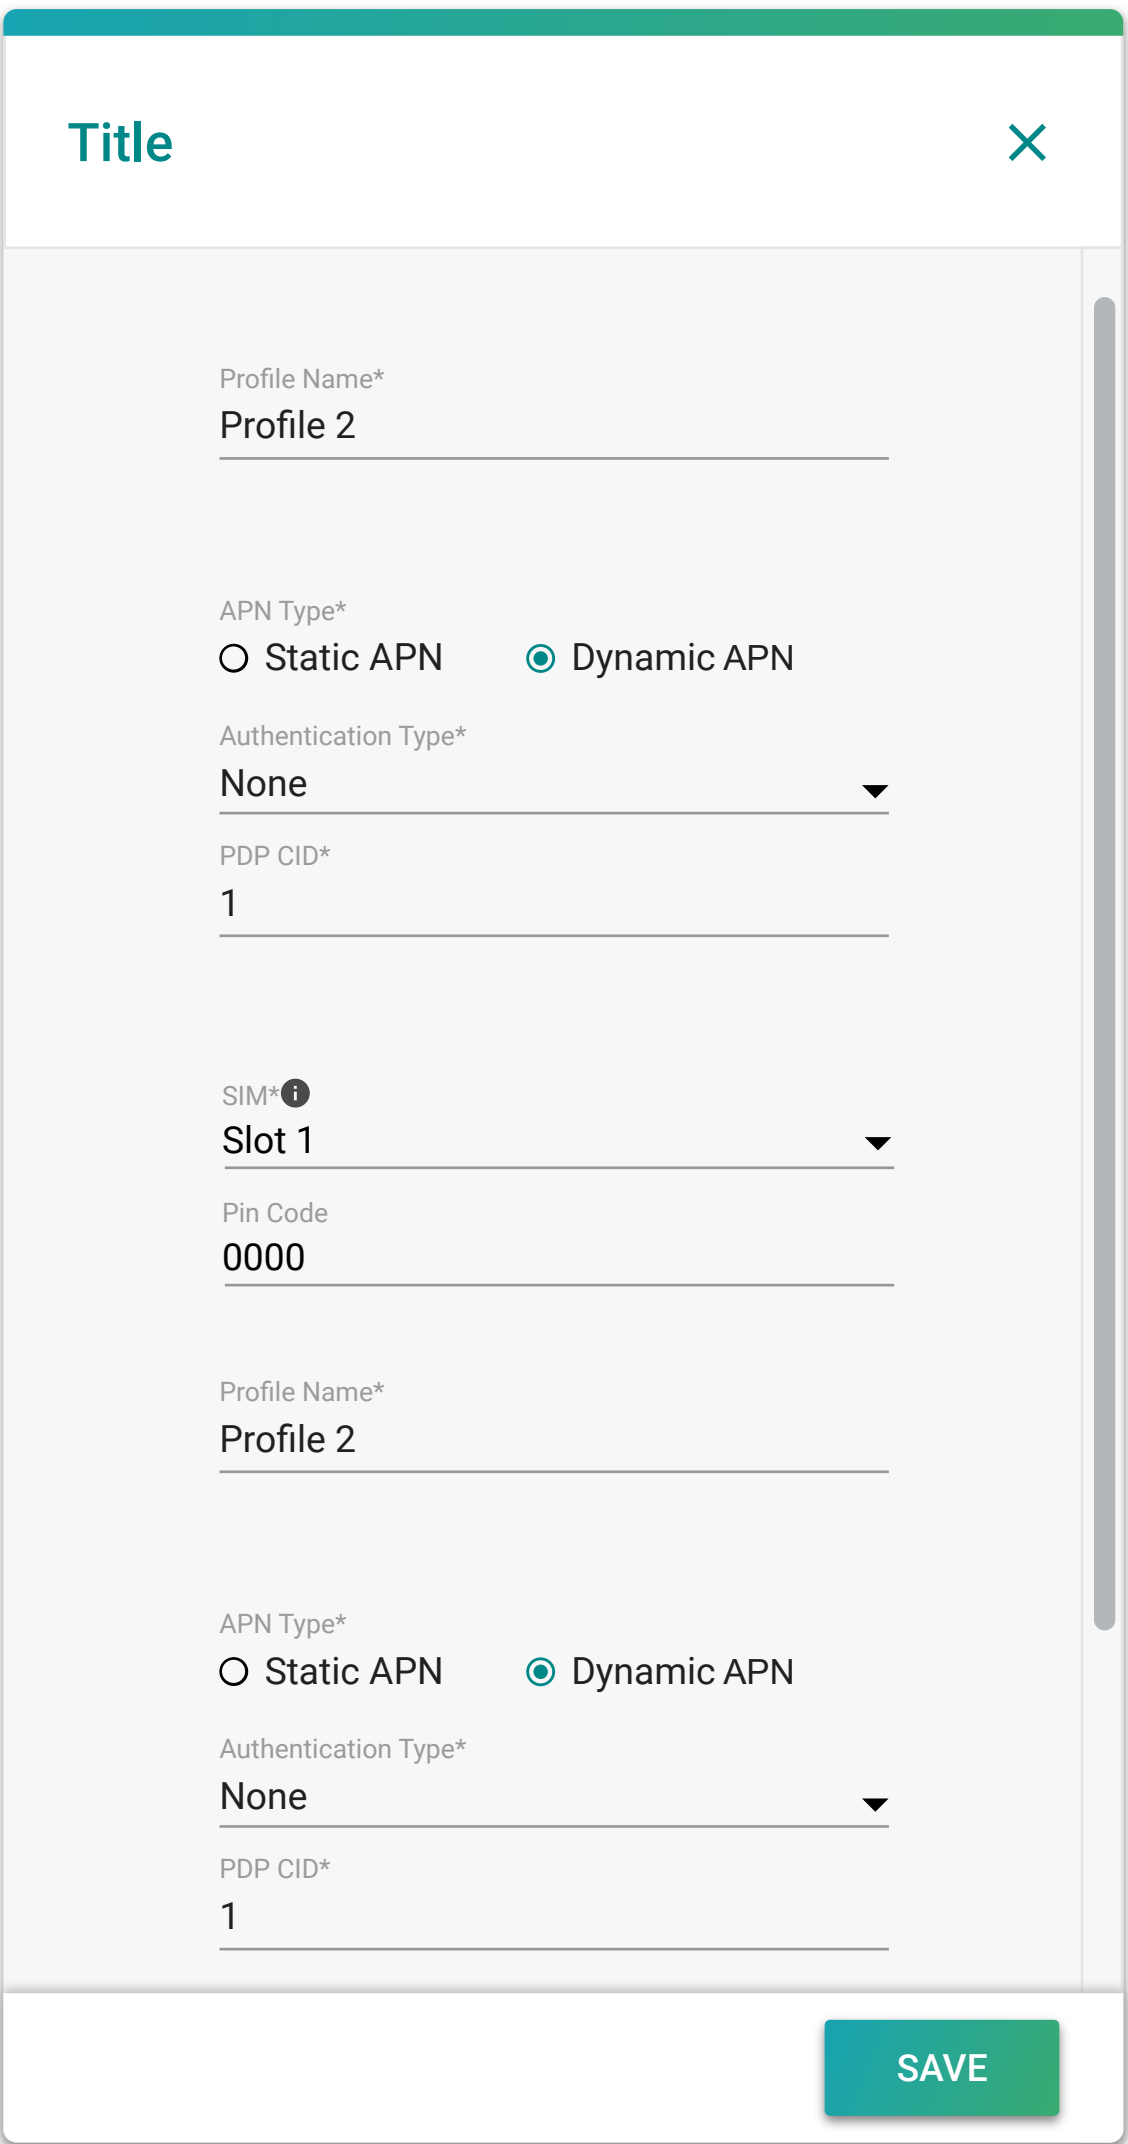 Title
Profile Name*
Profile 2
APN Type*
Static APN Dynamic APN
Authentication Type*
None
PDP CID*
1
SIM*
Slot 1
Pin Code
0000
Profile Name*
Profile 2
APN Type*
Static APN Dynamic APN
Authentication Type*
None
PDP CID*
1
SAVE